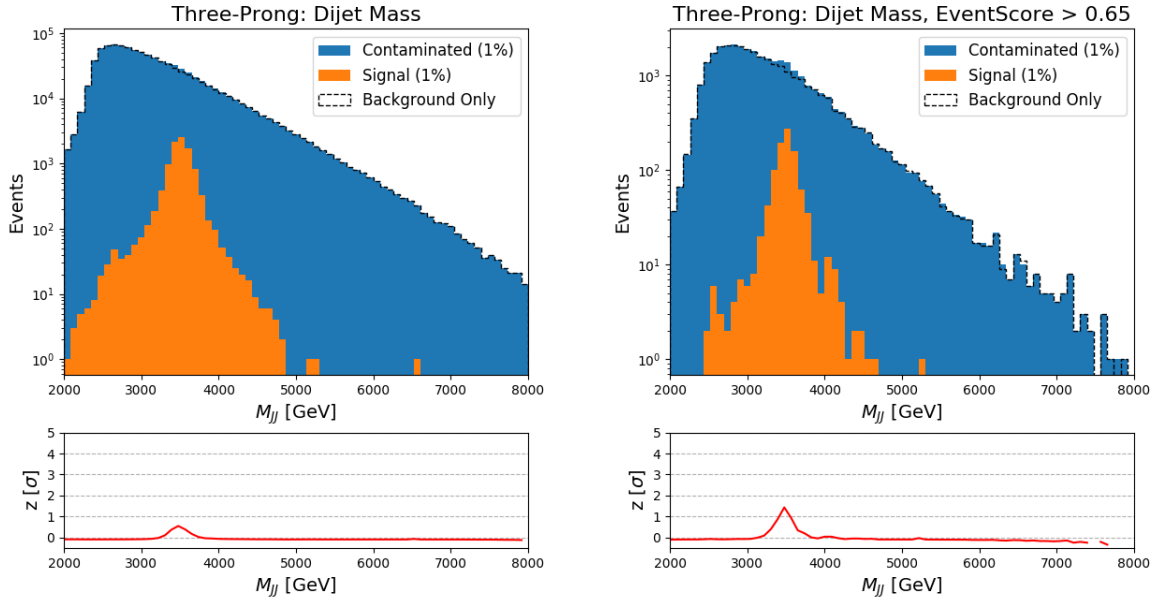 Three-Prong: Dijet Mass
Contaminated (1%)
Signal (1%)
Background Only
Events
10⁵
10⁴
10³
10²
10¹
10⁰
2000 3000 4000 5000 6000 7000 8000
M_JJ [GeV]
z [σ]
5
4
3
2
1
0
2000 3000 4000 5000 6000 7000 8000
M_JJ [GeV]
Three-Prong: Dijet Mass, EventScore > 0.65
Contaminated (1%)
Signal (1%)
Background Only
Events
10³
10²
10¹
10⁰
2000 3000 4000 5000 6000 7000 8000
M_JJ [GeV]
z [σ]
5
4
3
2
1
0
2000 3000 4000 5000 6000 7000 8000
M_JJ [GeV]